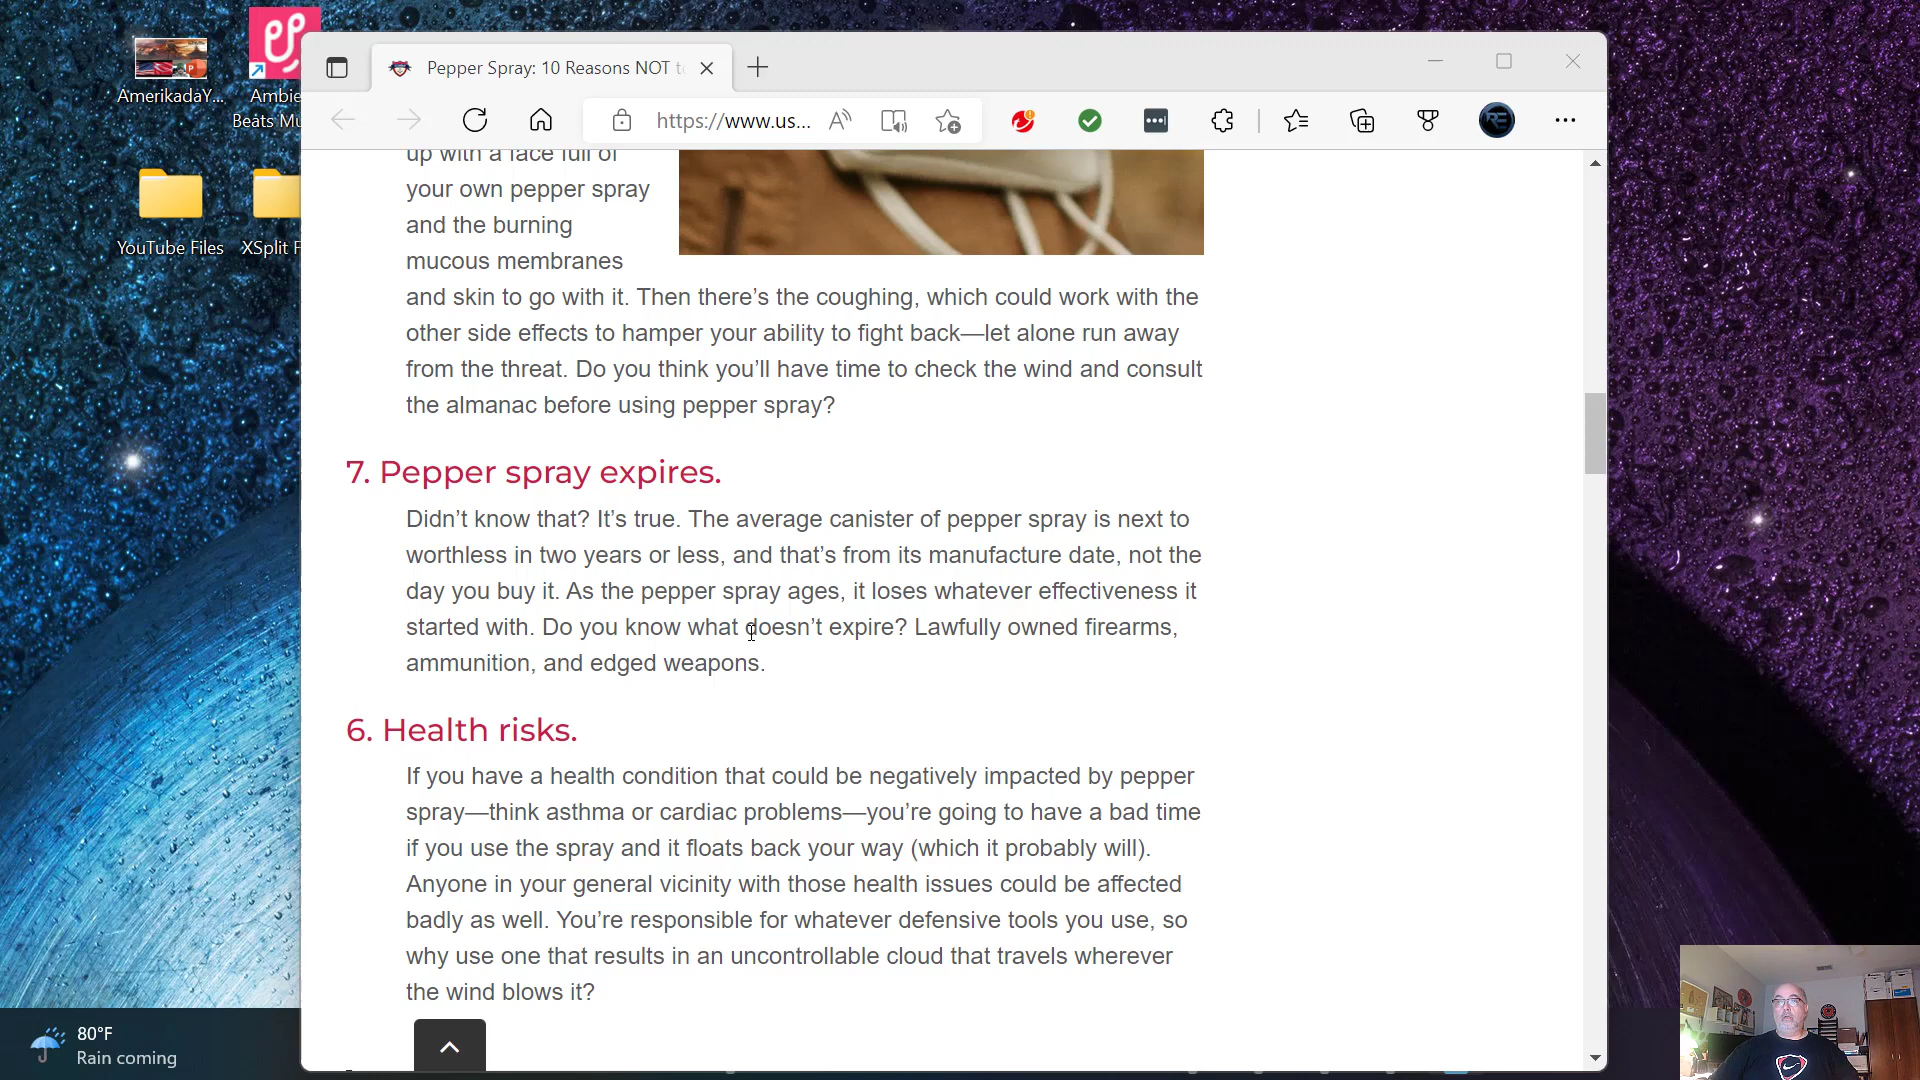 AmerikadaY...
Ambie
Beats Mu
YouTube Files
XSplit F
Pepper Spray: 10 Reasons NOT t
https://www.us...
up with a face full of
your own pepper spray
and the burning
mucous membranes
and skin to go with it. Then there’s the coughing, which could work with the
other side effects to hamper your ability to fight back—let alone run away
from the threat. Do you think you’ll have time to check the wind and consult
the almanac before using pepper spray?
7. Pepper spray expires.
Didn’t know that? It’s true. The average canister of pepper spray is next to
worthless in two years or less, and that’s from its manufacture date, not the
day you buy it. As the pepper spray ages, it loses whatever effectiveness it
started with. Do you know what doesn’t expire? Lawfully owned firearms,
ammunition, and edged weapons.
6. Health risks.
If you have a health condition that could be negatively impacted by pepper
spray—think asthma or cardiac problems—you’re going to have a bad time
if you use the spray and it floats back your way (which it probably will).
Anyone in your general vicinity with those health issues could be affected
badly as well. You’re responsible for whatever defensive tools you use, so
why use one that results in an uncontrollable cloud that travels wherever
the wind blows it?
80°F
Rain coming